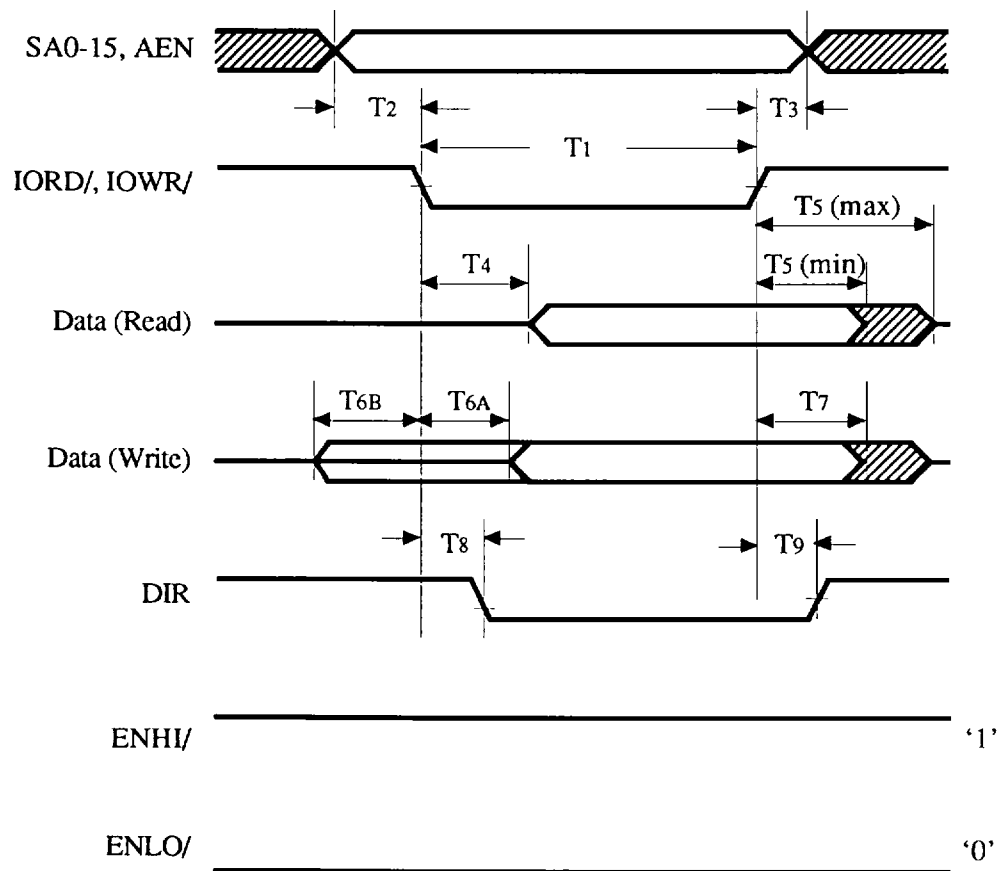 SA0-15, AEN
T2
T3
T1
IORD/, IOWR/
T5 (max)
T4
T5 (min)
Data (Read)
T6B
T6A
T7
Data (Write)
T8
T9
DIR
ENHI/
‘1’
ENLO/
‘0’